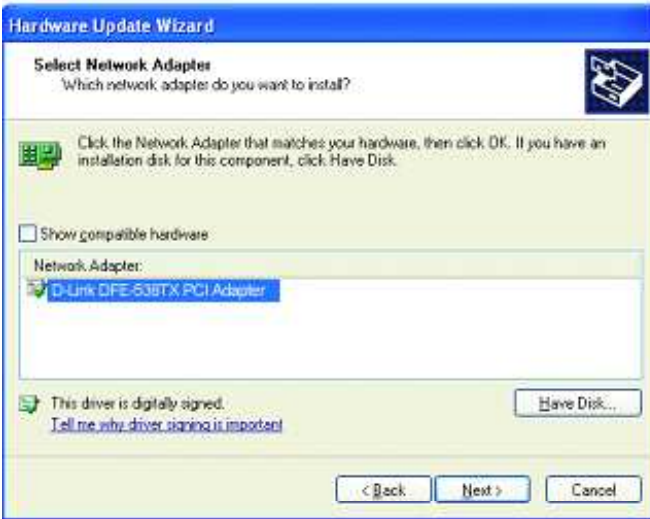 Hardware Update Wizard
Select Network Adapter
Which network adapter do you want to install?
Click the Network Adapter that matches your hardware, then click OK. If you have an
installation disk for this component, click Have Disk.
Show compatible hardware
Network Adapter:
D-Link DFE-538TX PCI Adapter
This driver is digitally signed.
Have Disk...
Tell me why driver signing is important
< Back
Next >
Cancel